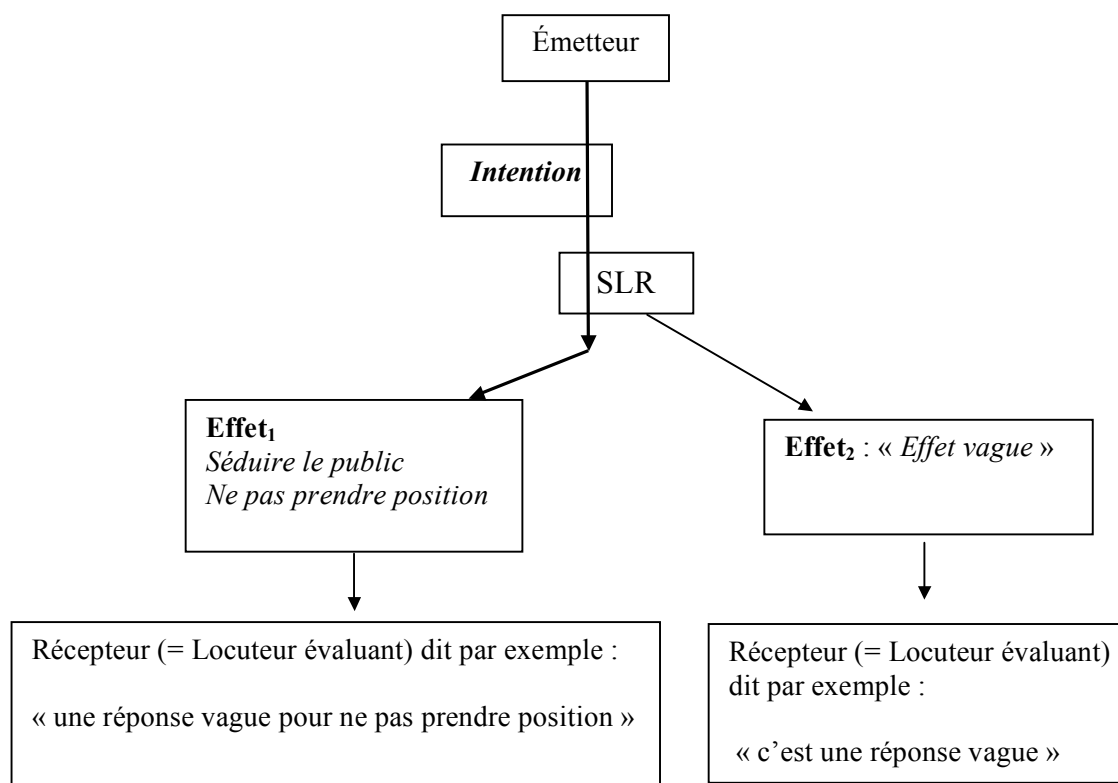 Émetteur
Intention
SLR
Effet₁
Séduire le public
Ne pas prendre position
Effet₂ : « Effet vague »
Récepteur (= Locuteur évaluant) dit par exemple :
« une réponse vague pour ne pas prendre position »
Récepteur (= Locuteur évaluant)
dit par exemple :
« c’est une réponse vague »